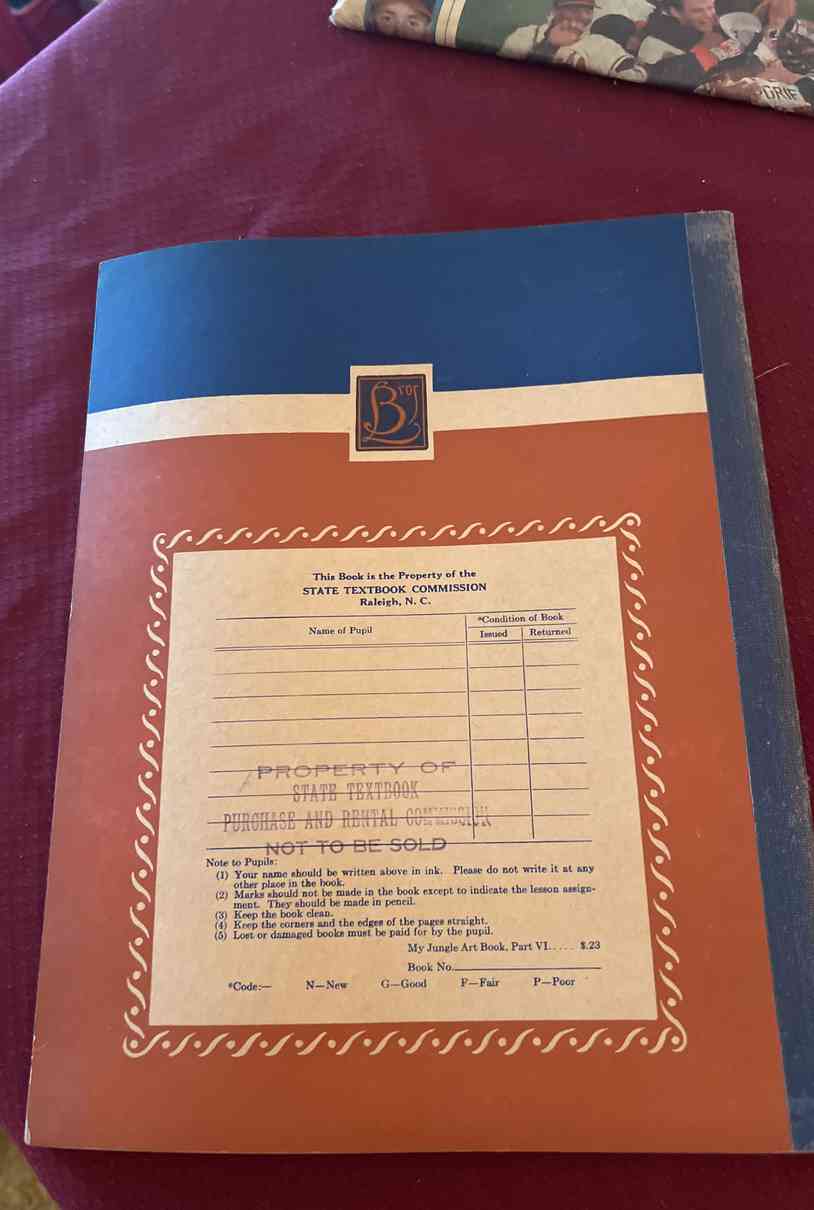 ORIF
Bros
This Book is the Property of the
STATE TEXTBOOK COMMISSION
Raleigh, N. C.
Name of Pupil
*Condition of Book
Issued Returned
PROPERTY OF
STATE TEXTBOOK
PURCHASE AND RENTAL COMMISSION
NOT TO BE SOLD
Note to Pupils:
(1) Your name should be written above in ink. Please do not write it at any
other place in the book.
(2) Marks should not be made in the book except to indicate the lesson assign-
ment. They should be made in pencil.
(3) Keep the book clean.
(4) Keep the corners and the edges of the pages straight.
(5) Lost or damaged books must be paid for by the pupil.
My Jungle Art Book, Part VI..... $.23
Book No.
*Code:— N—New G—Good F—Fair P—Poor